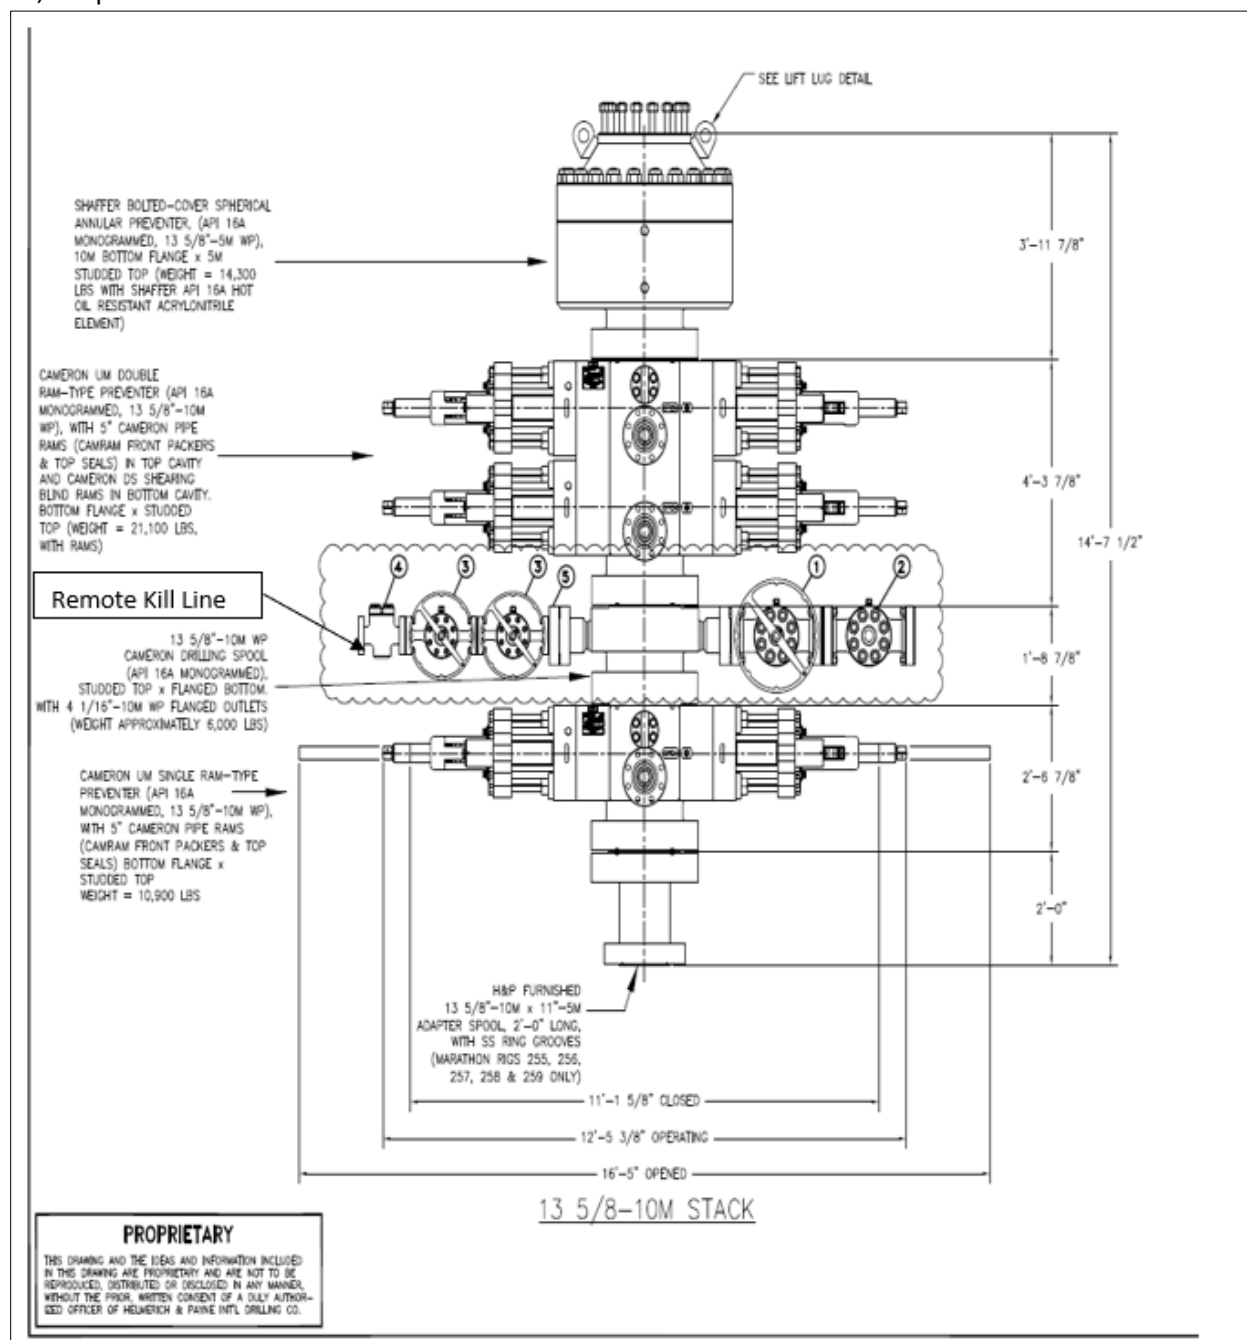 SEE LIFT LUG DETAIL
SHAFFER BOLTED-COVER SPHERICAL
ANNULAR PREVENTER, (API 16A
MONOGRAMMED, 13 5/8"-5M WP),
10M BOTTOM FLANGE x 5M
STUDDED TOP (WEIGHT = 14,300
LBS WITH SHAFFER API 16A HOT
OIL RESISTANT ACRYLONITRILE
ELEMENT)
3'-11 7/8"
CAMERON UM DOUBLE
RAM-TYPE PREVENTER (API 16A
MONOGRAMMED, 13 5/8"-10M
WP), WITH 5" CAMERON PIPE
RAMS (CAMRAM FRONT PACKERS
& TOP SEALS) IN TOP CAVITY
AND CAMERON DS SHEARING
BLIND RAMS IN BOTTOM CAVITY.
BOTTOM FLANGE x STUDDED
TOP (WEIGHT = 21,100 LBS,
WITH RAMS)
4'-3 7/8"
14'-7 1/2"
4
3
3
5
1
2
Remote Kill Line
13 5/8"-10M WP
CAMERON DRILLING SPOOL
(API 16A MONOGRAMMED),
STUDDED TOP x FLANGED BOTTOM.
WITH 4 1/16"-10M WP FLANGED OUTLETS
(WEIGHT APPROXIMATELY 6,000 LBS)
1'-8 7/8"
CAMERON UM SINGLE RAM-TYPE
PREVENTER (API 16A
MONOGRAMMED, 13 5/8"-10M WP),
WITH 5" CAMERON PIPE RAMS
(CAMRAM FRONT PACKERS & TOP
SEALS) BOTTOM FLANGE x
STUDDED TOP
WEIGHT = 10,900 LBS
2'-6 7/8"
2'-0"
H&P FURNISHED
13 5/8"-10M x 11"-5M
ADAPTER SPOOL, 2'-0" LONG,
WITH SS RING GROOVES
(MARATHON RIGS 255, 256,
257, 258 & 259 ONLY)
11'-1 5/8" CLOSED
12'-5 3/8" OPERATING
16'-5" OPENED
13 5/8-10M STACK
PROPRIETARY
THIS DRAWING AND THE IDEAS AND INFORMATION INCLUDED
IN THIS DRAWING ARE PROPRIETARY AND ARE NOT TO BE
REPRODUCED, DISTRIBUTED OR DISCLOSED IN ANY MANNER,
WITHOUT THE PRIOR, WRITTEN CONSENT OF A DULY AUTHOR-
IZED OFFICER OF HELMERICH & PAYNE INT'L DRILLING CO.